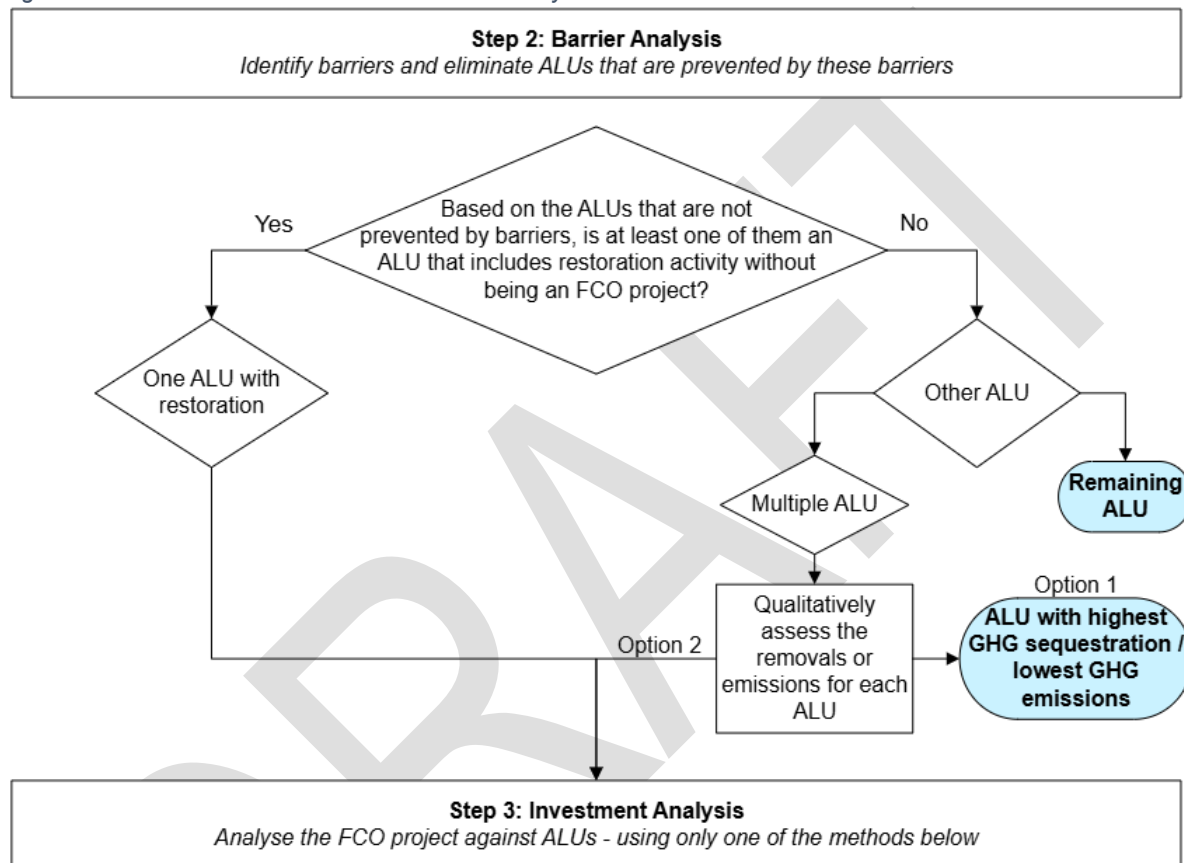 Step 2: Barrier Analysis
Identify barriers and eliminate ALUs that are prevented by these barriers
Based on the ALUs that are not
prevented by barriers, is at least one of them an
ALU that includes restoration activity without
being an FCO project?
Yes
No
One ALU with
restoration
Other ALU
Multiple ALU
Remaining
ALU
Qualitatively
assess the
removals or
emissions for each
ALU
Option 1
ALU with highest
GHG sequestration /
lowest GHG
emissions
Option 2
Step 3: Investment Analysis
Analyse the FCO project against ALUs - using only one of the methods below
DRAFT